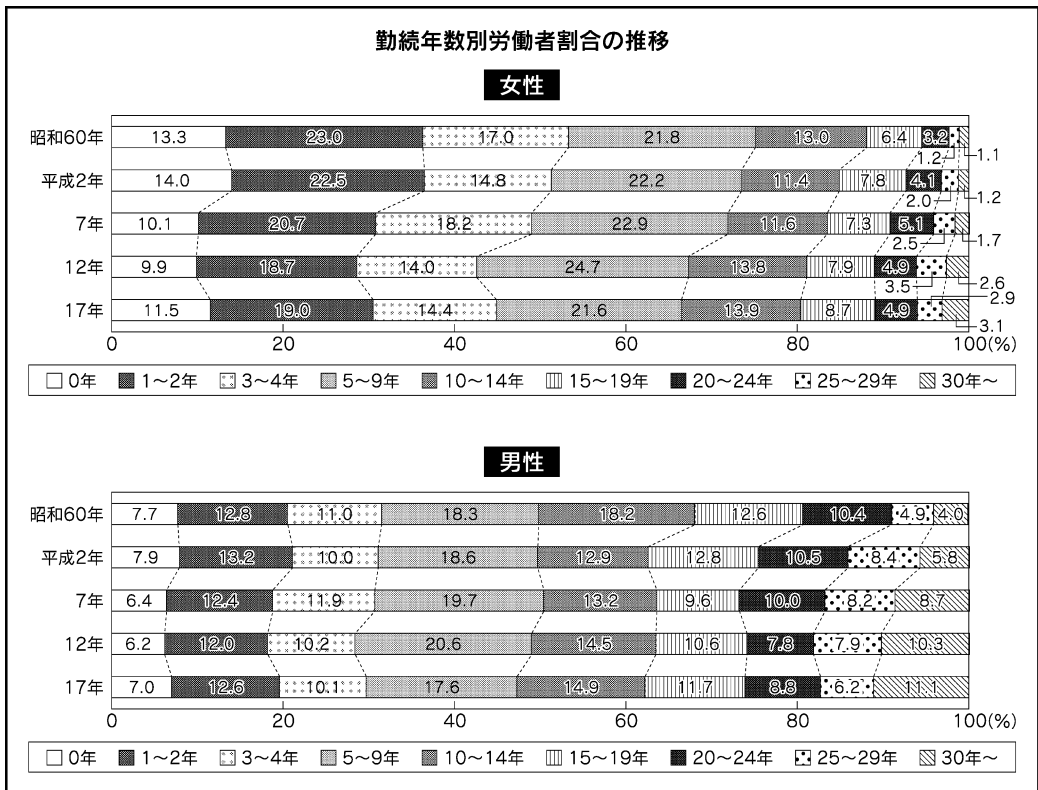 勤続年数別労働者割合の推移
女性
昭和60年 13.3 23.0 17.0 21.8 13.0 6.4 3.2
1.2 1.1
平成2年 14.0 22.5 14.8 22.2 11.4 7.8 4.1
2.0 1.2
7年 10.1 20.7 18.2 22.9 11.6 7.3 5.1
2.5 1.7
12年 9.9 18.7 14.0 24.7 13.8 7.9 4.9
3.5 2.6
2.9
17年 11.5 19.0 14.4 21.6 13.9 8.7 4.9
3.1
0 20 40 60 80 100(%)
0年 1〜2年 3〜4年 5〜9年 10〜14年 15〜19年 20〜24年 25〜29年 30年〜
男性
昭和60年 7.7 12.8 11.0 18.3 18.2 12.6 10.4 4.9 4.0
平成2年 7.9 13.2 10.0 18.6 12.9 12.8 10.5 8.4 5.8
7年 6.4 12.4 11.9 19.7 13.2 9.6 10.0 8.2 8.7
12年 6.2 12.0 10.2 20.6 14.5 10.6 7.8 7.9 10.3
17年 7.0 12.6 10.1 17.6 14.9 11.7 8.8 6.2 11.1
0 20 40 60 80 100(%)
0年 1〜2年 3〜4年 5〜9年 10〜14年 15〜19年 20〜24年 25〜29年 30年〜